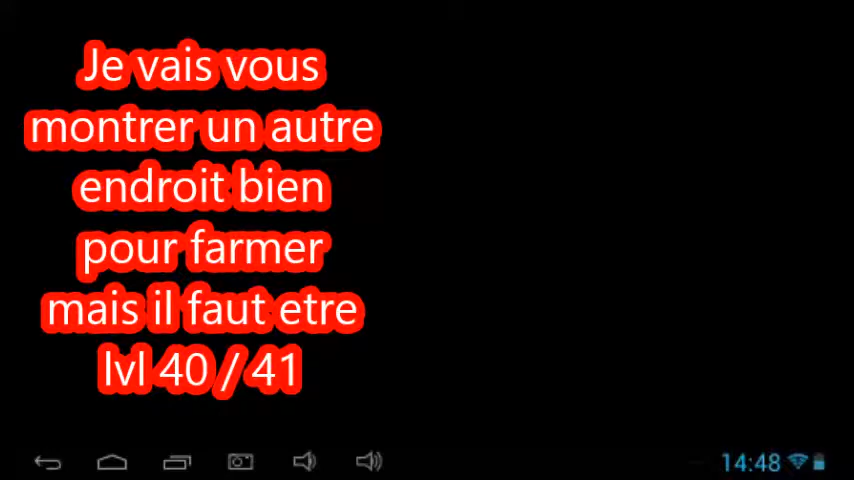 Je vais vous
montrer un autre
endroit bien
pour farmer
mais il faut etre
lvl 40 / 41
14:48